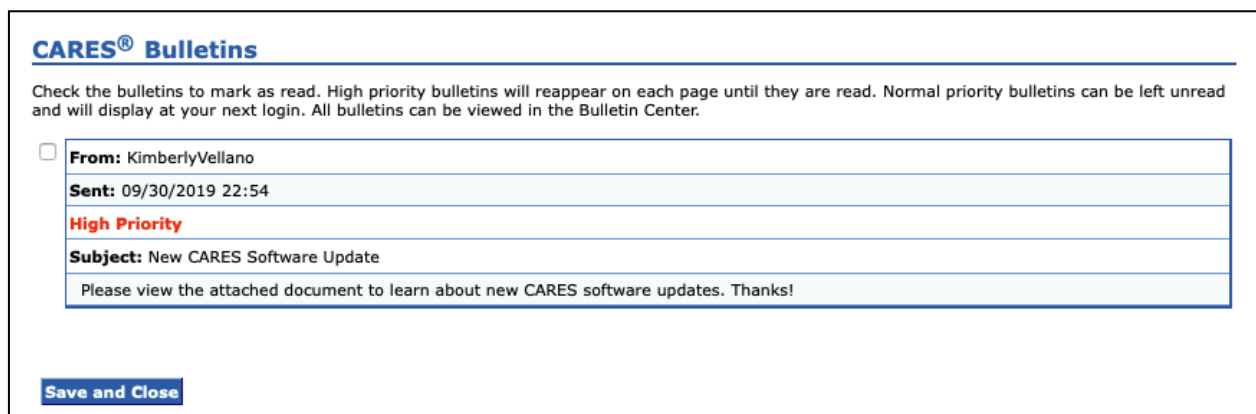 CARES® Bulletins
Check the bulletins to mark as read. High priority bulletins will reappear on each page until they are read. Normal priority bulletins can be left unread
and will display at your next login. All bulletins can be viewed in the Bulletin Center.
From: KimberlyVellano
Sent: 09/30/2019 22:54
High Priority
Subject: New CARES Software Update
Please view the attached document to learn about new CARES software updates. Thanks!
Save and Close